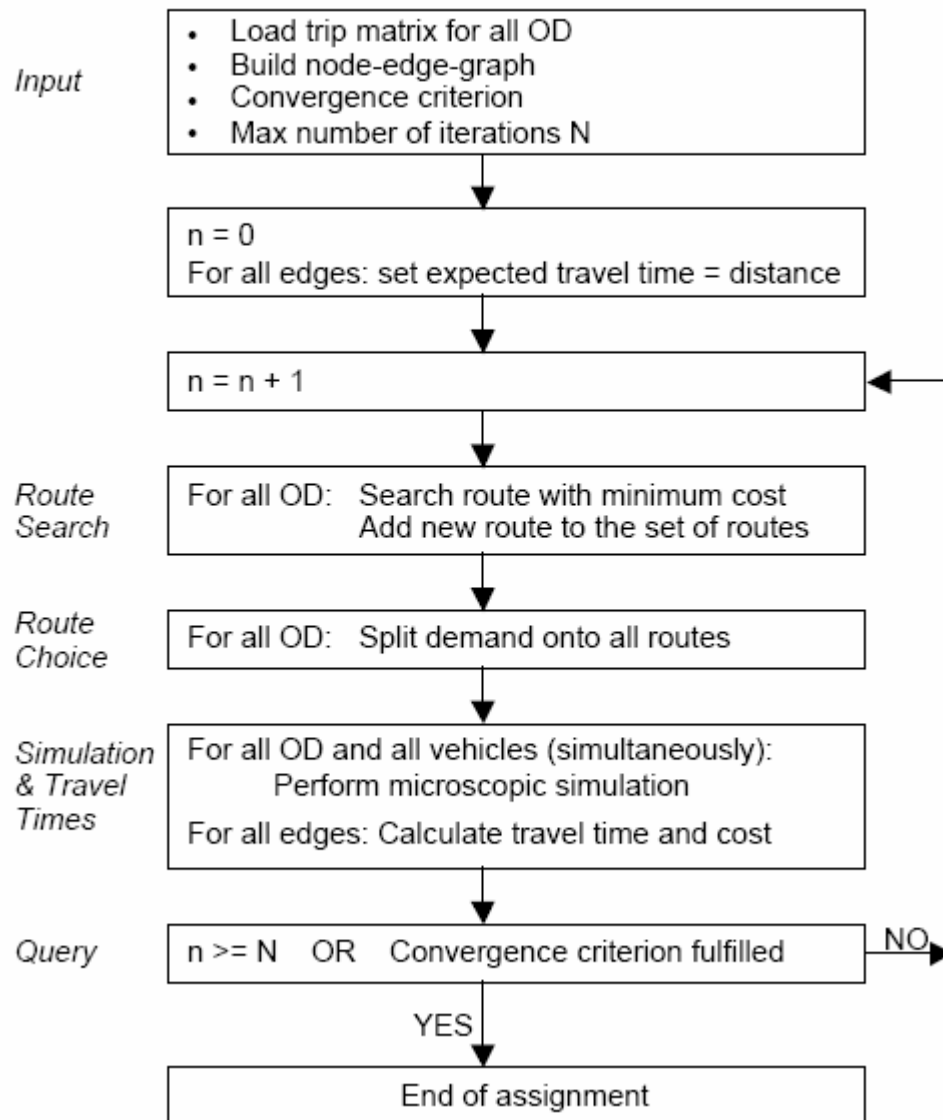 Input
• Load trip matrix for all OD
• Build node-edge-graph
• Convergence criterion
• Max number of iterations N
n = 0
For all edges: set expected travel time = distance
n = n + 1
Route
Search
For all OD: Search route with minimum cost
Add new route to the set of routes
Route
Choice
For all OD: Split demand onto all routes
Simulation
& Travel
Times
For all OD and all vehicles (simultaneously):
Perform microscopic simulation
For all edges: Calculate travel time and cost
Query
n >= N OR Convergence criterion fulfilled
NO
YES
End of assignment